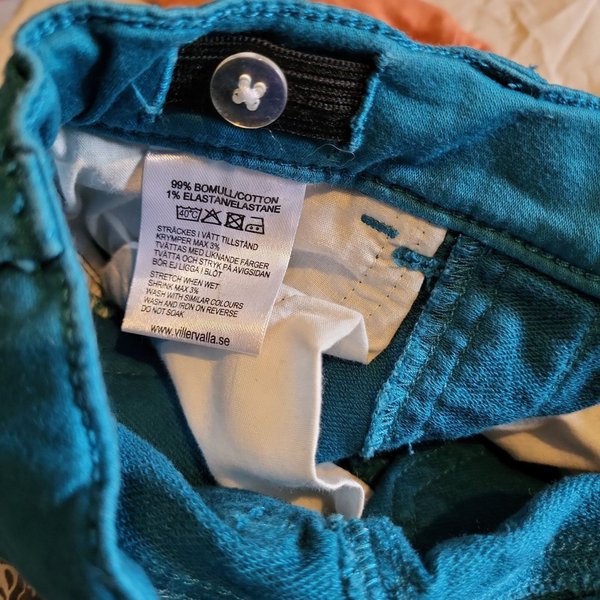 99% BOMULL/COTTON
1% ELASTAN/ELASTANE
40°C
STRÄCKES I VÅTT TILLSTÅND
KRYMPER MAX 3%
TVÄTTAS MED LIKNANDE FÄRGER
TVÄTTA OCH STRYK PÅ AVIGSIDAN
BÖR EJ LIGGA I BLÖT
STRETCH WHEN WET
SHRINK MAX 3%
WASH WITH SIMILAR COLOURS
WASH AND IRON ON REVERSE
DO NOT SOAK
www.villervalla.se